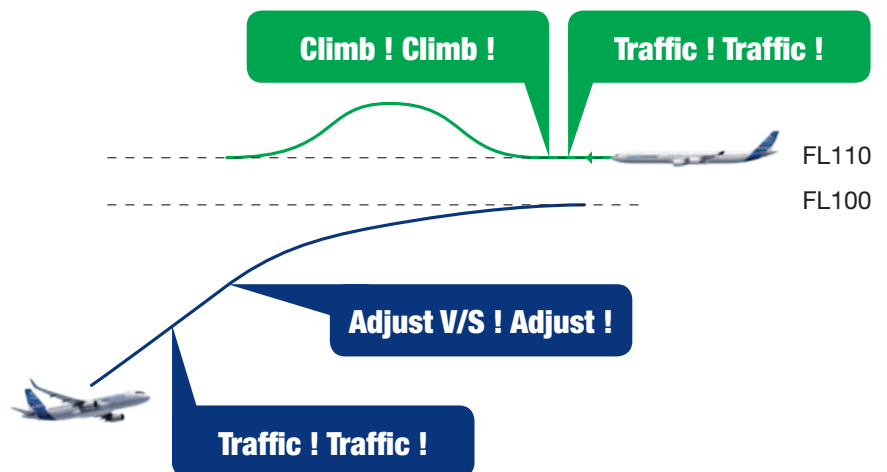 Climb ! Climb !
Traffic ! Traffic !
FL110
FL100
Adjust V/S ! Adjust !
Traffic ! Traffic !